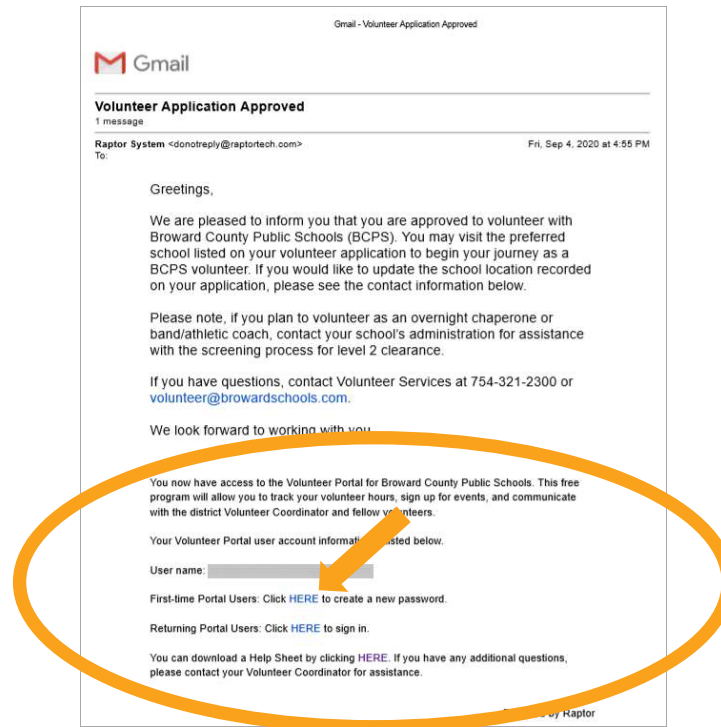 Gmail - Volunteer Application Approved
Gmail
Volunteer Application Approved
1 message
Raptor System <donotreply@raptortech.com> Fri, Sep 4, 2020 at 4:55 PM
To:
Greetings,
We are pleased to inform you that you are approved to volunteer with
Broward County Public Schools (BCPS). You may visit the preferred
school listed on your volunteer application to begin your journey as a
BCPS volunteer. If you would like to update the school location recorded
on your application, please see the contact information below.
Please note, if you plan to volunteer as an overnight chaperone or
band/athletic coach, contact your school's administration for assistance
with the screening process for level 2 clearance.
If you have questions, contact Volunteer Services at 754-321-2300 or
volunteer@browardschools.com.
We look forward to working with you
You now have access to the Volunteer Portal for Broward County Public Schools. This free
program will allow you to track your volunteer hours, sign up for events, and communicate
with the district Volunteer Coordinator and fellow volunteers.
Your Volunteer Portal user account information listed below.
User name:
First-time Portal Users: Click HERE to create a new password.
Returning Portal Users: Click HERE to sign in.
You can download a Help Sheet by clicking HERE. If you have any additional questions,
please contact your Volunteer Coordinator for assistance.
by Raptor